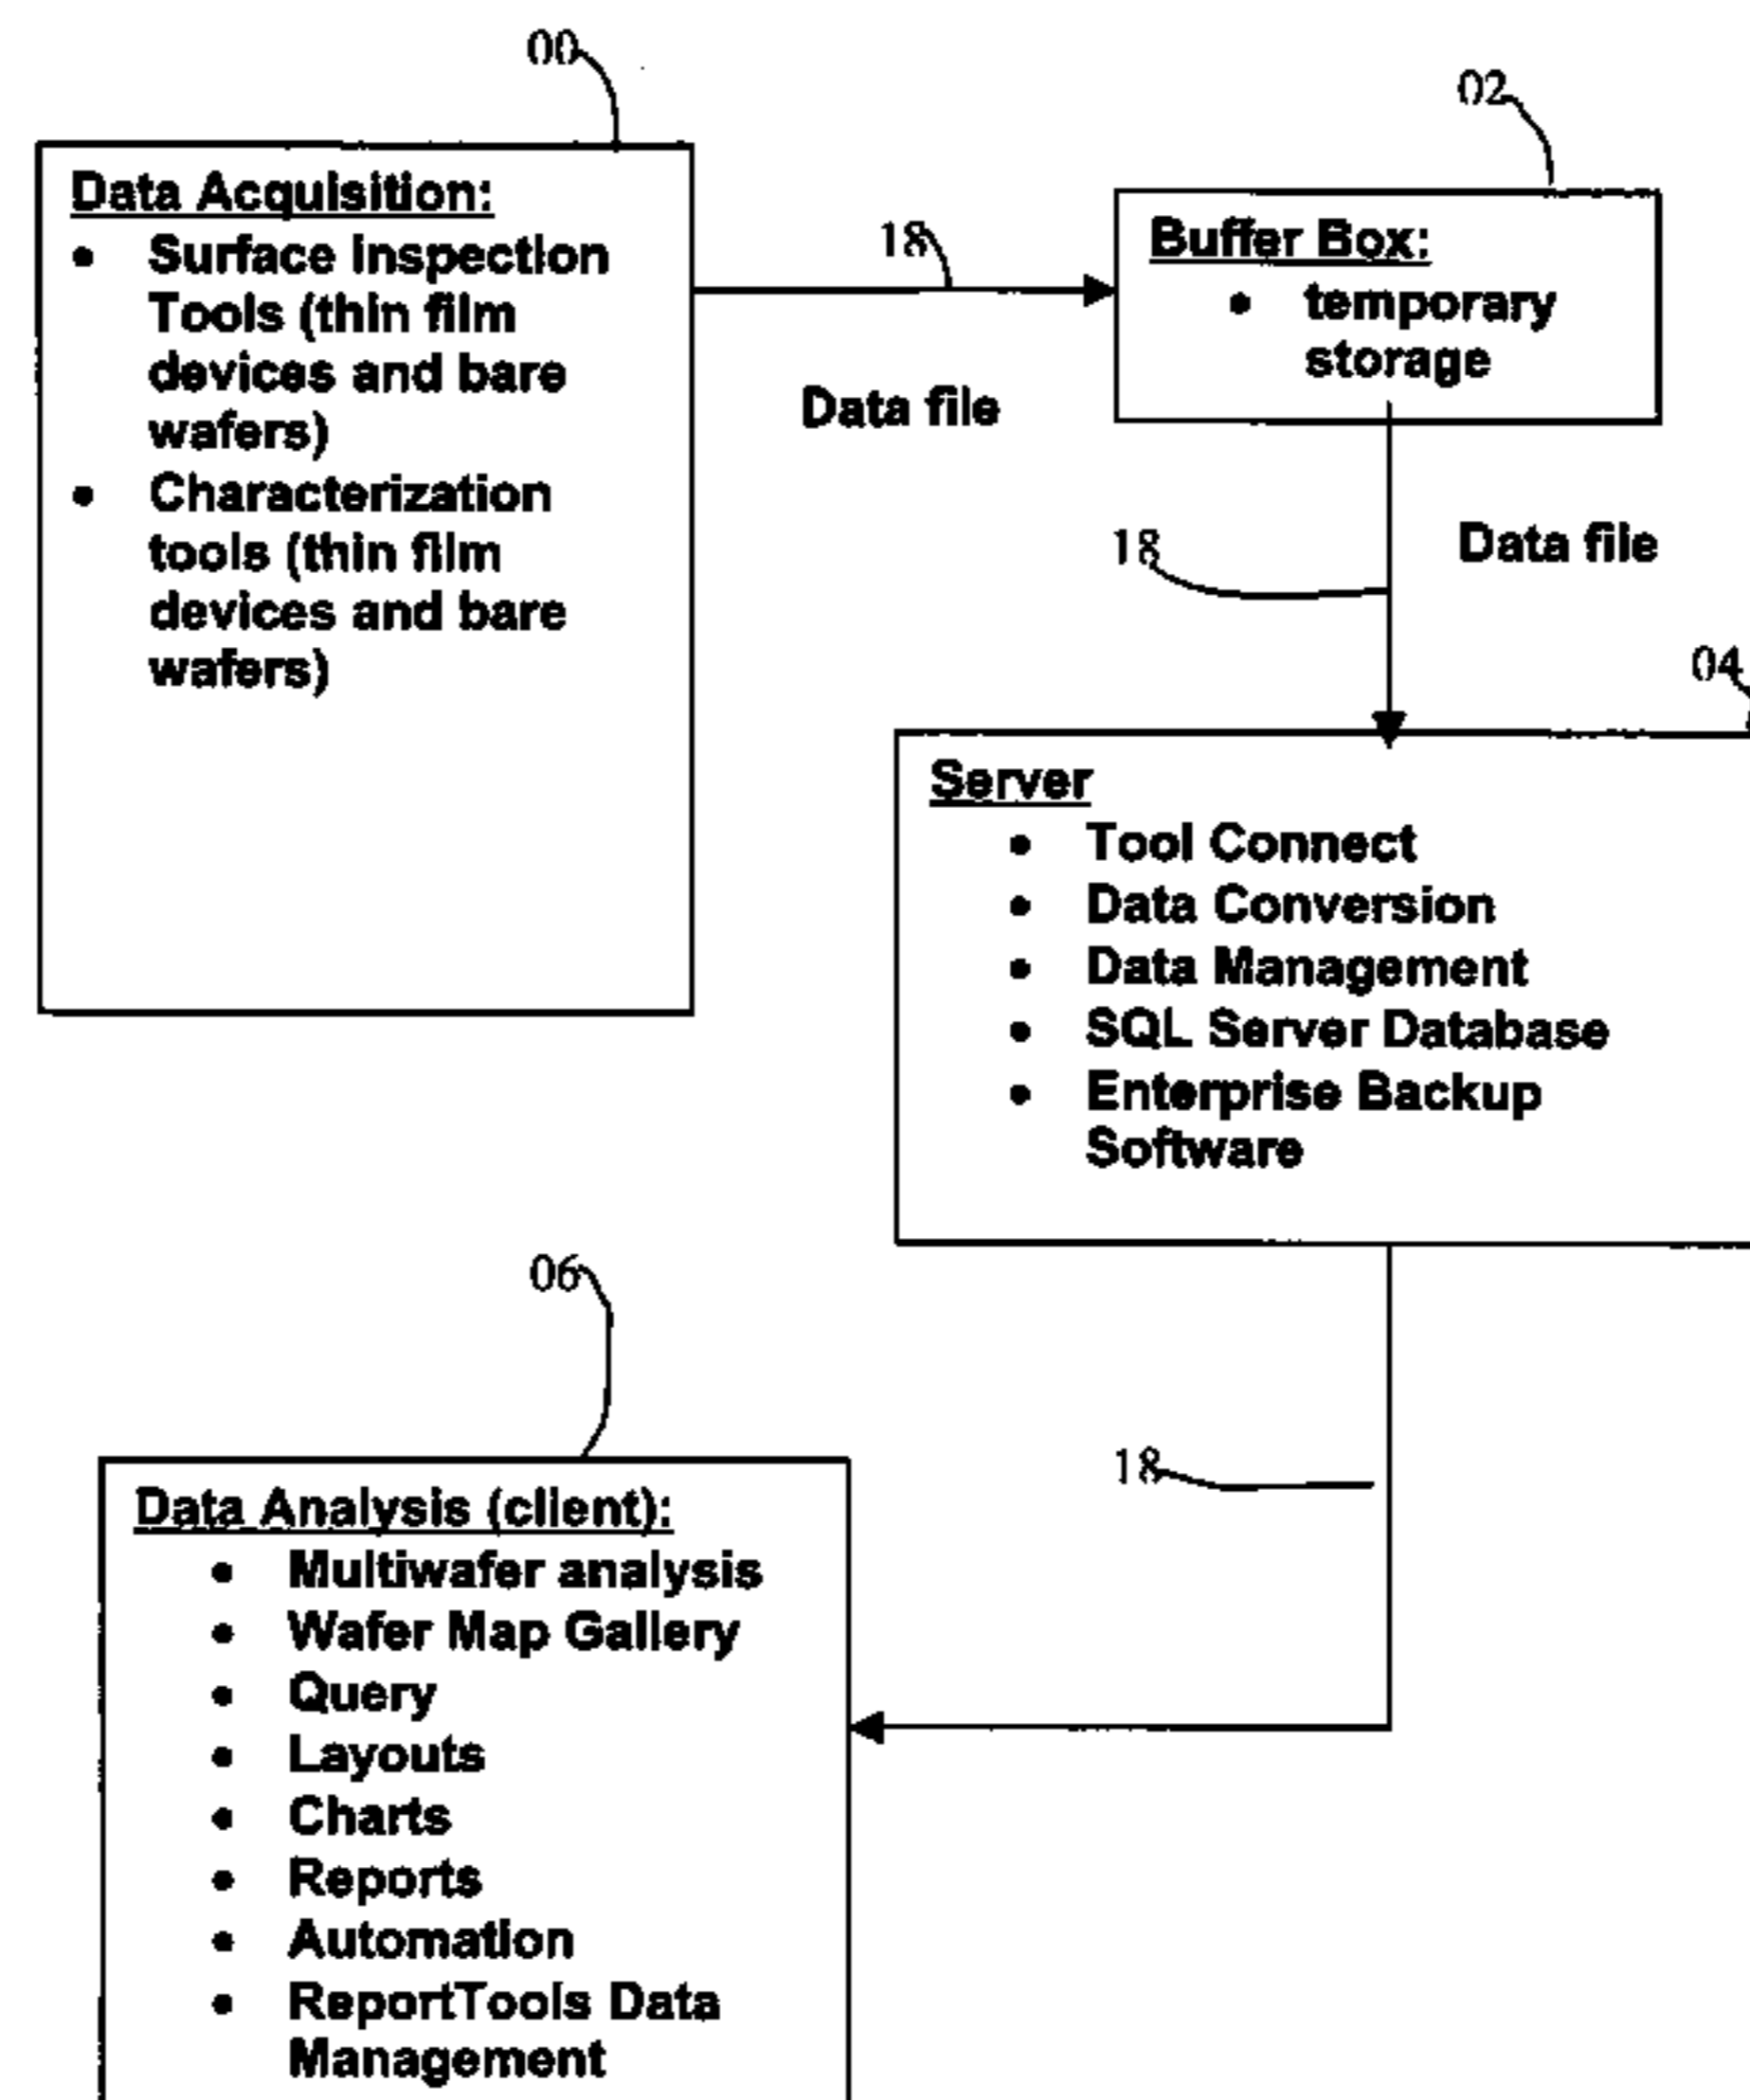 00
Data Acquisition:
• Surface Inspection
Tools (thin film
devices and bare
wafers)
• Characterization
tools (thin film
devices and bare
wafers)
18
Data file
02
Buffer Box:
• temporary
storage
18
Data file
04
Server
• Tool Connect
• Data Conversion
• Data Management
• SQL Server Database
• Enterprise Backup
Software
18
06
Data Analysis (client):
• Multiwafer analysis
• Wafer Map Gallery
• Query
• Layouts
• Charts
• Reports
• Automation
• ReportTools Data
Management